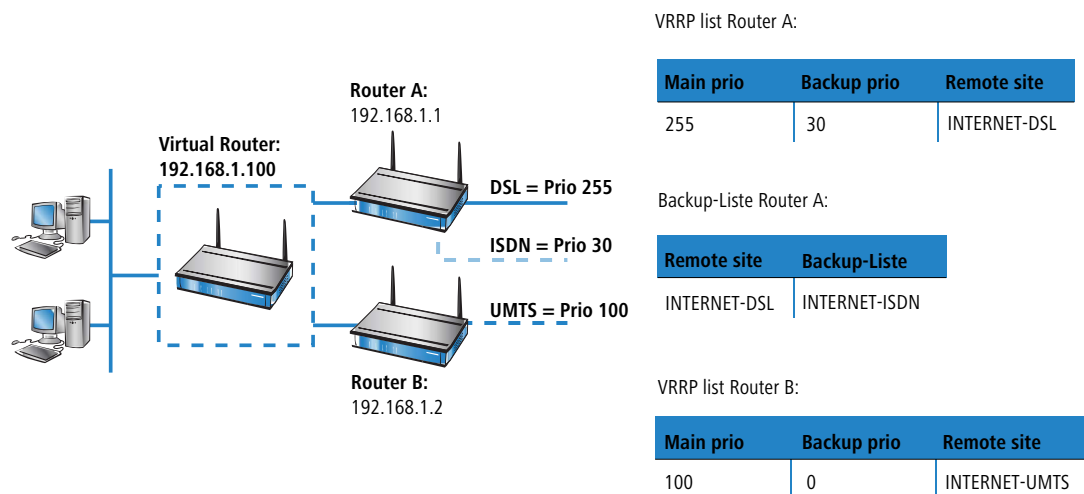 Virtual Router:
192.168.1.100
Router A:
192.168.1.1
DSL = Prio 255
ISDN = Prio 30
UMTS = Prio 100
Router B:
192.168.1.2
VRRP list Router A:
Main prio Backup prio Remote site
255 30 INTERNET-DSL
Backup-Liste Router A:
Remote site Backup-Liste
INTERNET-DSL INTERNET-ISDN
VRRP list Router B:
Main prio Backup prio Remote site
100 0 INTERNET-UMTS